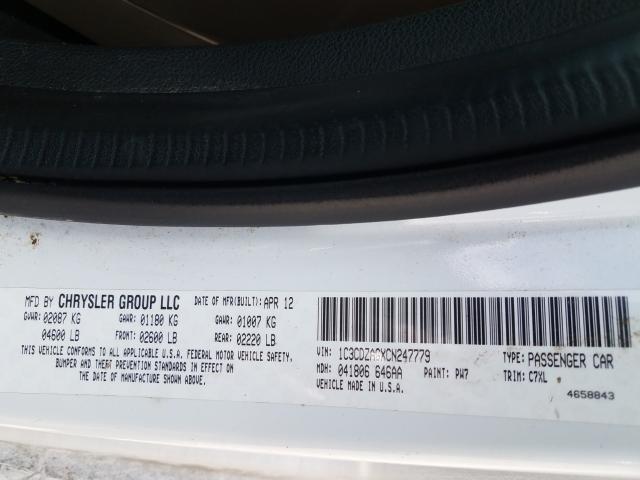 MFD BY CHRYSLER GROUP LLC DATE OF MFR(BUILT): APR 12
GVWR: 02087 KG GAWR: 01180 KG GAWR: 01007 KG
04600 LB FRONT: 02600 LB REAR: 02220 LB
THIS VEHICLE CONFORMS TO ALL APPLICABLE U.S.A. FEDERAL MOTOR VEHICLE SAFETY,
BUMPER AND THEFT PREVENTION STANDARDS IN EFFECT ON THE DATE OF
MANUFACTURE SHOWN ABOVE.
VIN: TYPE: PASSENGER CAR
MDH: 041806 646AA PAINT: PW7 TRIM: C7XL
VEHICLE MADE IN U.S.A. 4658843